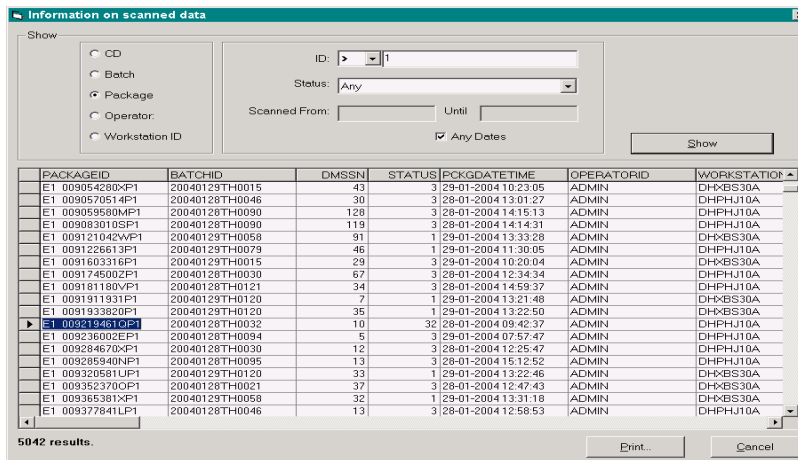 Information on scanned data
Show
CD
Batch
Package
Operator:
Workstation ID
ID: > 1
Status: Any
Scanned From: Until
Any Dates
Show
PACKAGEID BATCHID DMSSN STATUS PCKGDATETIME OPERATORID WORKSTATION
E1 009054280XP1 20040129TH0015 43 3 29-01-2004 10:23:05 ADMIN DHXBS30A
E1 009057051 4P1 20040128TH0046 30 3 28-01-2004 13:01:27 ADMIN DHPHJ10A
E1 009059580MP1 20040128TH0090 128 3 28-01-2004 14:15:13 ADMIN DHPHJ10A
E1 009083010SP1 20040128TH0090 119 3 28-01-2004 14:14:31 ADMIN DHPHJ10A
E1 009121042WP1 20040129TH0058 91 1 29-01-2004 13:33:28 ADMIN DHXBS30A
E1 0091226613P1 20040129TH0079 46 1 29-01-2004 11:30:05 ADMIN DHPHJ10A
E1 0091603316P1 20040129TH0015 29 3 29-01-2004 10:20:04 ADMIN DHXBS30A
E1 009174500ZP1 20040128TH0030 67 3 28-01-2004 12:34:34 ADMIN DHPHJ10A
E1 009181180VP1 20040128TH0121 34 3 28-01-2004 14:59:37 ADMIN DHPHJ10A
E1 0091911931P1 20040129TH0120 7 1 29-01-2004 13:21:48 ADMIN DHXBS30A
E1 0091933820P1 20040129TH0120 35 1 29-01-2004 13:22:50 ADMIN DHXBS30A
E1 009219461QP1 20040128TH0032 10 32 28-01-2004 09:42:37 ADMIN DHPHJ10A
E1 009236002EP1 20040128TH0094 5 3 28-01-2004 07:57:47 ADMIN DHXBS30A
E1 009284670XP1 20040128TH0030 12 3 28-01-2004 12:25:47 ADMIN DHPHJ10A
E1 009285940NP1 20040128TH0095 13 3 28-01-2004 15:12:52 ADMIN DHPHJ10A
E1 009320581UP1 20040129TH0120 33 1 29-01-2004 13:22:46 ADMIN DHXBS30A
E1 009352370OP1 20040128TH0021 37 3 28-01-2004 12:47:43 ADMIN DHXBS30A
E1 009365381XP1 20040129TH0058 32 1 29-01-2004 13:31:18 ADMIN DHXBS30A
E1 009377841LP1 20040128TH0046 13 3 28-01-2004 12:58:53 ADMIN DHPHJ10A
5042 results.
Print...
Cancel